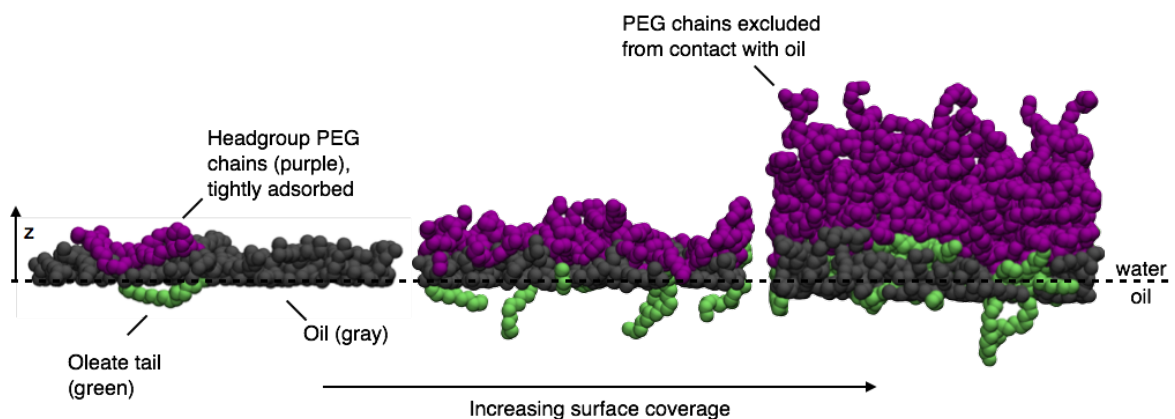 PEG chains excluded
from contact with oil
Headgroup PEG
chains (purple),
tightly adsorbed
z
water
oil
Oil (gray)
Oleate tail
(green)
Increasing surface coverage